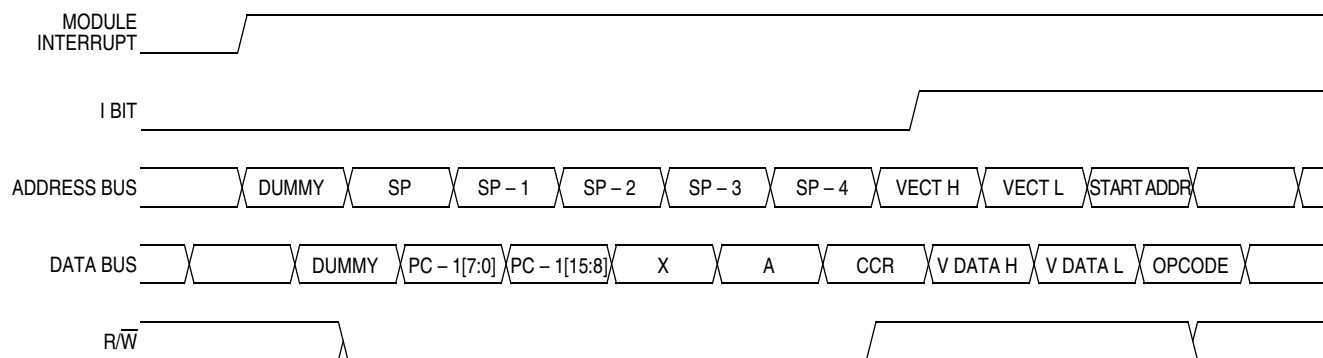 MODULE
INTERRUPT
I BIT
ADDRESS BUS DUMMY SP SP – 1 SP – 2 SP – 3 SP – 4 VECT H VECT L START ADDR
DATA BUS DUMMY PC – 1[7:0] PC – 1[15:8] X A CCR V DATA H V DATA L OPCODE
R/W̅